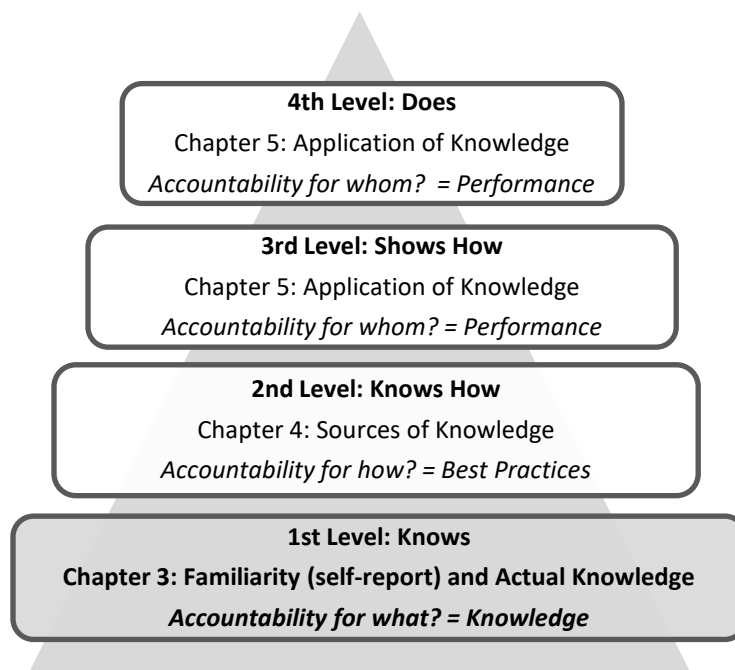 4th Level: Does
Chapter 5: Application of Knowledge
Accountability for whom?  = Performance
3rd Level: Shows How
Chapter 5: Application of Knowledge
Accountability for whom? = Performance
2nd Level: Knows How
Chapter 4: Sources of Knowledge
Accountability for how? = Best Practices
1st Level: Knows
Chapter 3: Familiarity (self-report) and Actual Knowledge
Accountability for what? = Knowledge